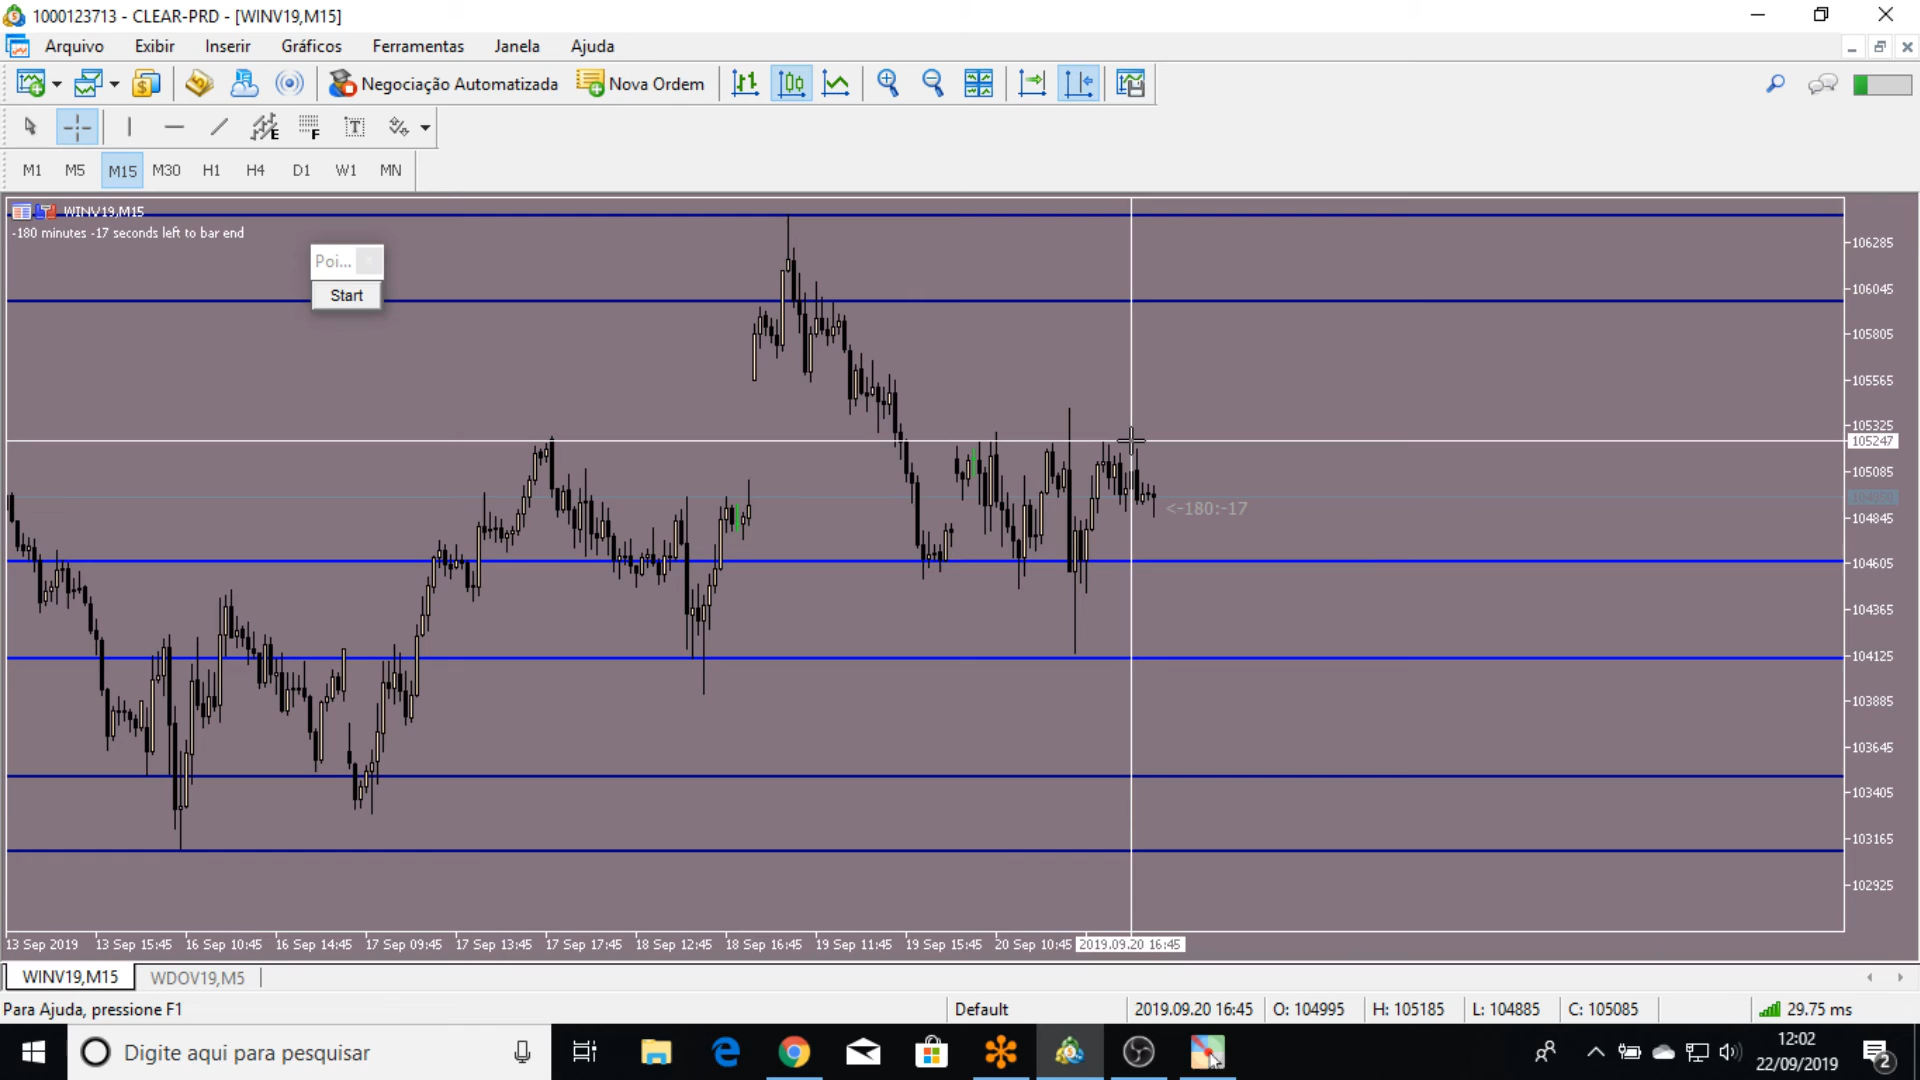 1000123713 - CLEAR-PRD - [WINV19,M15]
Arquivo Exibir Inserir Gráficos Ferramentas Janela Ajuda
Negociação Automatizada Nova Ordem
E F T
M1 M5 M15 M30 H1 H4 D1 W1 MN
WINV19,M15
-180 minutes -17 seconds left to bar end
Poi...
Start
106285
106045
105805
105565
105325
105247
105085
104950
<-180:-17
104845
104605
104365
104125
103885
103645
103405
103165
102925
13 Sep 2019 13 Sep 15:45 16 Sep 10:45 16 Sep 14:45 17 Sep 09:45 17 Sep 13:45 17 Sep 17:45 18 Sep 12:45 18 Sep 16:45 19 Sep 11:45 19 Sep 15:45 20 Sep 10:45 2019.09.20 16:45
WINV19,M15 WDOV19,M5
Para Ajuda, pressione F1 Default 2019.09.20 16:45 O: 104995 H: 105185 L: 104885 C: 105085 29.75 ms
Digite aqui para pesquisar
12:02
22/09/2019
2